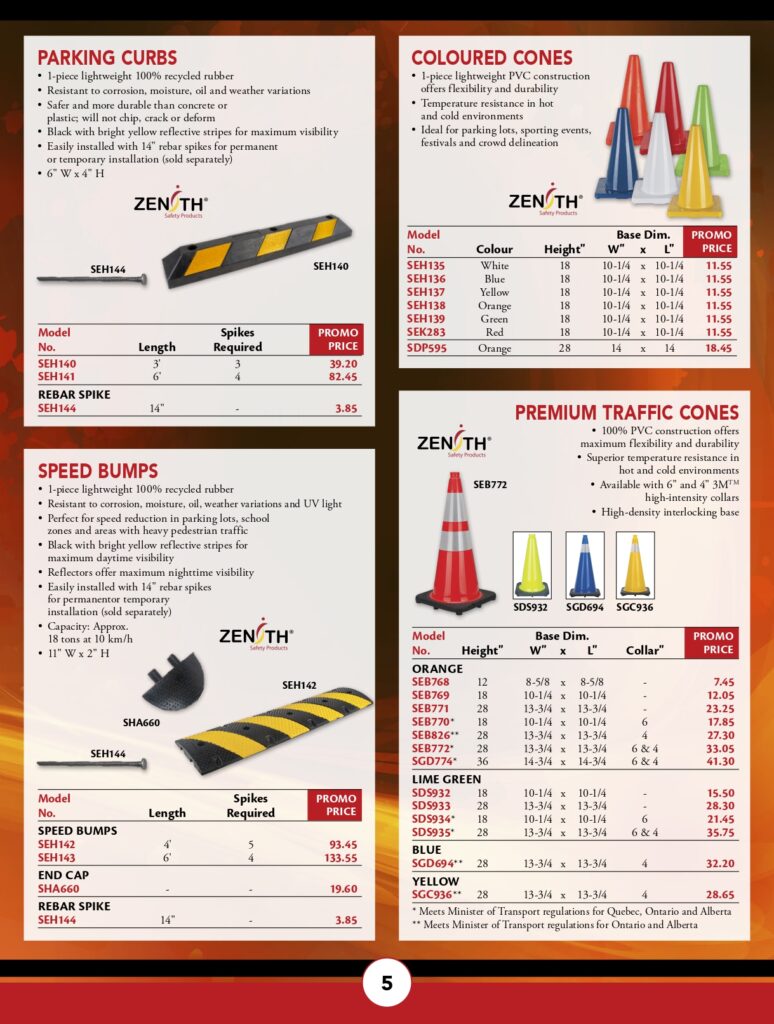 PARKING CURBS
• 1-piece lightweight 100% recycled rubber
• Resistant to corrosion, moisture, oil and weather variations
• Safer and more durable than concrete or
plastic; will not chip, crack or deform
• Black with bright yellow reflective stripes for maximum visibility
• Easily installed with 14" rebar spikes for permanent
or temporary installation (sold separately)
• 6" W x 4" H
ZENITH®
Safety Products
SEH144
SEH140
Model No. Length Spikes Required PROMO PRICE
SEH140 3' 3 39.20
SEH141 6' 4 82.45
REBAR SPIKE
SEH144 14" - 3.85
SPEED BUMPS
• 1-piece lightweight 100% recycled rubber
• Resistant to corrosion, moisture, oil, weather variations and UV light
• Perfect for speed reduction in parking lots, school
zones and areas with heavy pedestrian traffic
• Black with bright yellow reflective stripes for
maximum daytime visibility
• Reflectors offer maximum nighttime visibility
• Easily installed with 14" rebar spikes
for permanentor temporary
installation (sold separately)
• Capacity: Approx.
18 tons at 10 km/h
• 11" W x 2" H
ZENITH®
Safety Products
SEH142
SHA660
SEH144
Model No. Length Spikes Required PROMO PRICE
SPEED BUMPS
SEH142 4' 5 93.45
SEH143 6' 4 133.55
END CAP
SHA660 - - 19.60
REBAR SPIKE
SEH144 14" - 3.85
COLOURED CONES
• 1-piece lightweight PVC construction
offers flexibility and durability
• Temperature resistance in hot
and cold environments
• Ideal for parking lots, sporting events,
festivals and crowd delineation
ZENITH®
Safety Products
Model No. Colour Height" Base Dim. W" x L" PROMO PRICE
SEH135 White 18 10-1/4 x 10-1/4 11.55
SEH136 Blue 18 10-1/4 x 10-1/4 11.55
SEH137 Yellow 18 10-1/4 x 10-1/4 11.55
SEH138 Orange 18 10-1/4 x 10-1/4 11.55
SEH139 Green 18 10-1/4 x 10-1/4 11.55
SEK283 Red 18 10-1/4 x 10-1/4 11.55
SDP595 Orange 28 14 x 14 18.45
PREMIUM TRAFFIC CONES
• 100% PVC construction offers
maximum flexibility and durability
• Superior temperature resistance in
hot and cold environments
• Available with 6" and 4" 3M™
high-intensity collars
• High-density interlocking base
ZENITH®
Safety Products
SEB772
SDS932 SGD694 SGC936
Model No. Height" Base Dim. W" x L" Collar" PROMO PRICE
ORANGE
SEB768 12 8-5/8 x 8-5/8 - 7.45
SEB769 18 10-1/4 x 10-1/4 - 12.05
SEB771 28 13-3/4 x 13-3/4 - 23.25
SEB770* 18 10-1/4 x 10-1/4 6 17.85
SEB826** 28 13-3/4 x 13-3/4 4 27.30
SEB772* 28 13-3/4 x 13-3/4 6 & 4 33.05
SGD774* 36 14-3/4 x 14-3/4 6 & 4 41.30
LIME GREEN
SDS932 18 10-1/4 x 10-1/4 - 15.50
SDS933 28 13-3/4 x 13-3/4 - 28.30
SDS934* 18 10-1/4 x 10-1/4 6 21.45
SDS935* 28 13-3/4 x 13-3/4 6 & 4 35.75
BLUE
SGD694** 28 13-3/4 x 13-3/4 4 32.20
YELLOW
SGC936** 28 13-3/4 x 13-3/4 4 28.65
* Meets Minister of Transport regulations for Quebec, Ontario and Alberta
** Meets Minister of Transport regulations for Ontario and Alberta
5